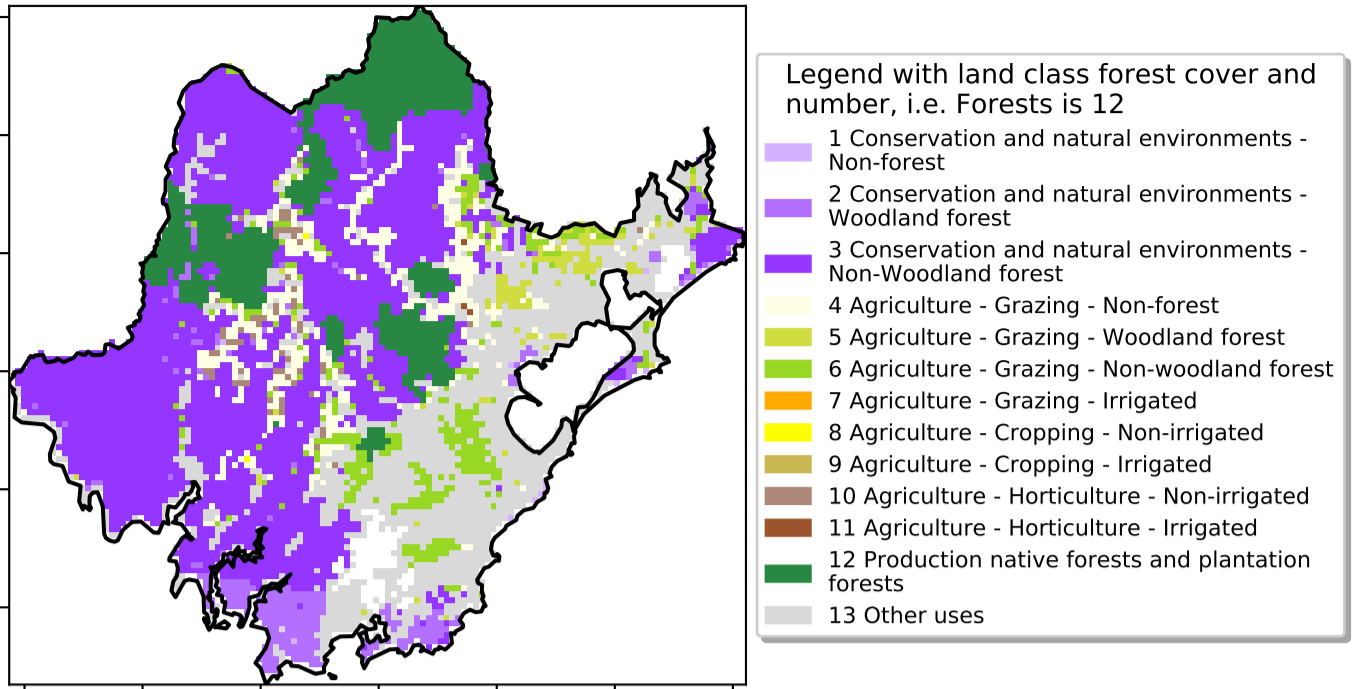 Legend with land class forest cover and
number, i.e. Forests is 12
1 Conservation and natural environments -
Non-forest
2 Conservation and natural environments -
Woodland forest
3 Conservation and natural environments -
Non-Woodland forest
4 Agriculture - Grazing - Non-forest
5 Agriculture - Grazing - Woodland forest
6 Agriculture - Grazing - Non-woodland forest
7 Agriculture - Grazing - Irrigated
8 Agriculture - Cropping - Non-irrigated
9 Agriculture - Cropping - Irrigated
10 Agriculture - Horticulture - Non-irrigated
11 Agriculture - Horticulture - Irrigated
12 Production native forests and plantation
forests
13 Other uses